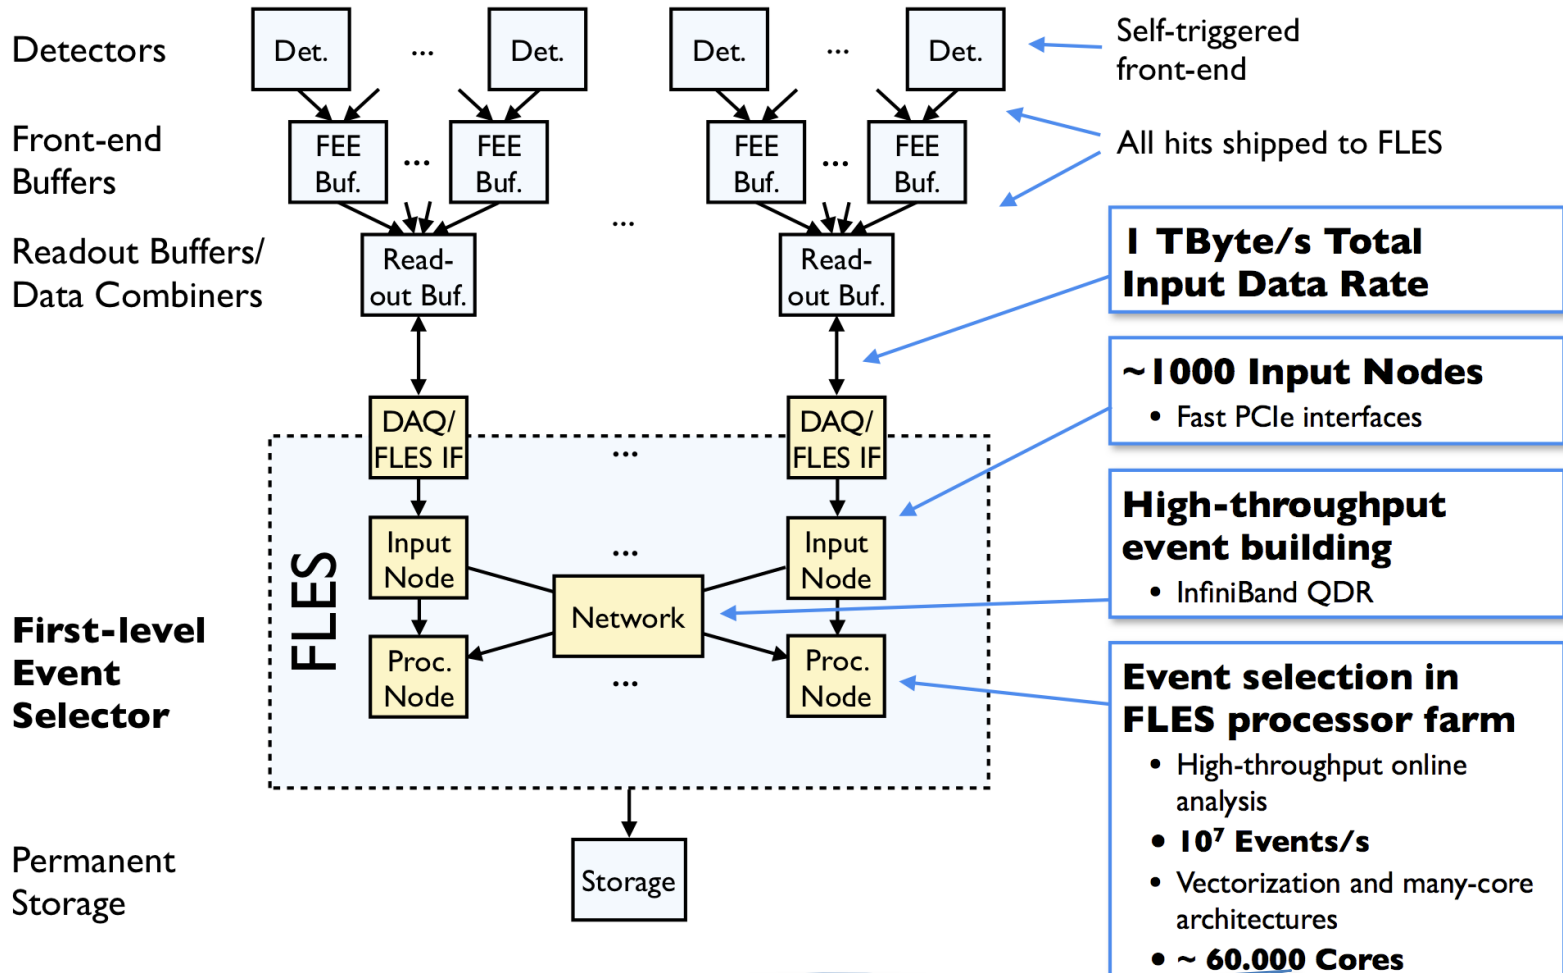 Detectors
Det.
...
Det.
Det.
...
Det.
Self-triggered
front-end
Front-end
Buffers
FEE
Buf.
...
FEE
Buf.
FEE
Buf.
...
FEE
Buf.
All hits shipped to FLES
...
Readout Buffers/
Data Combiners
Read-
out Buf.
Read-
out Buf.
1 TByte/s Total
Input Data Rate
~1000 Input Nodes
• Fast PCIe interfaces
DAQ/
FLES IF
...
DAQ/
FLES IF
High-throughput
event building
• InfiniBand QDR
First-level
Event
Selector
FLES
Input
Node
...
Input
Node
Network
Proc.
Node
...
Proc.
Node
Event selection in
FLES processor farm
• High-throughput online
analysis
• 10⁷ Events/s
• Vectorization and many-core
architectures
• ~ 60.000 Cores
Permanent
Storage
Storage